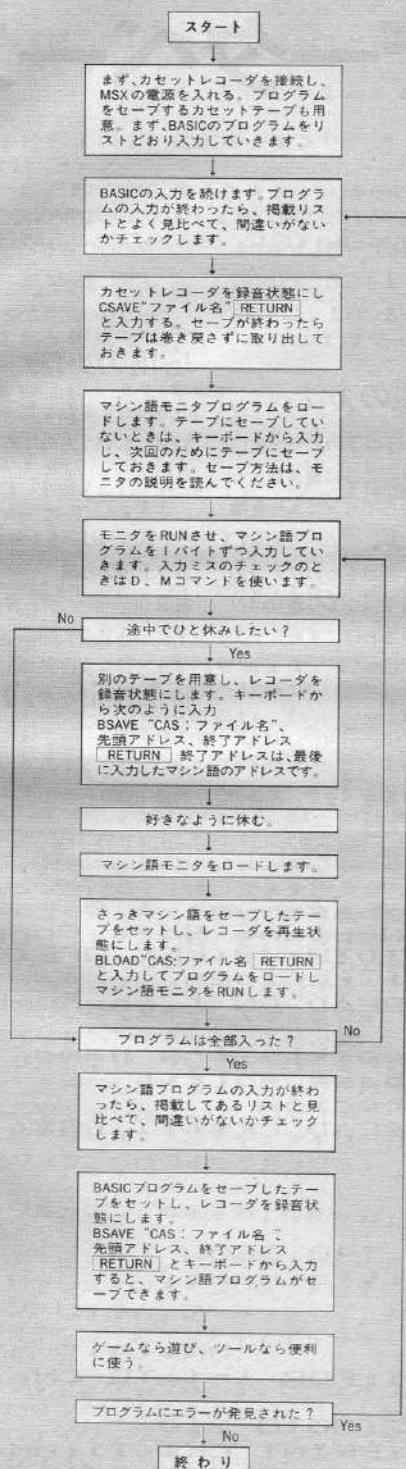 スタート
まず、カセットレコーダを接続し、
MSXの電源を入れる。プログラム
をセーブするカセットテープも用
意。まず、BASICのプログラムをリ
ストどおり入力していきます。
BASICの入力を続けます。プログラ
ムの入力が終わったら、掲載リス
トとよく見比べて、間違いがない
かチェックします。
カセットレコーダを録音状態にし
CSAVE"ファイル名" RETURN
と入力する。セーブが終わったら
テープは巻き戻さずに取り出して
おきます。
マシン語モニタプログラムをロー
ドします。テープにセーブしてい
ないときは、キーボードから入力
し、次回のためにテープにセーブ
しておきます。セーブ方法は、モ
ニタの説明を読んでください。
モニタをRUNさせ、マシン語プロ
グラムを1バイトずつ入力してい
きます。入力ミスのチェックのと
きはD、Mコマンドを使います。
No
途中でひと休みしたい?
Yes
別のテープを用意し、レコーダを
録音状態にします。キーボードか
ら次のように入力
BSAVE "CAS:ファイル名"、
先頭アドレス、終了アドレス
RETURN 終了アドレスは、最後
に入力したマシン語のアドレスです。
好きなように休む。
マシン語モニタをロードします。
さっきマシン語をセーブしたテー
プをセットし、レコーダを再生状
態にします。
BLOAD"CAS:ファイル名 RETURN
と入力してプログラムをロードし
マシン語モニタをRUNします。
プログラムは全部入った?
No
Yes
マシン語プログラムの入力が終わ
ったら、掲載してあるリストと見
比べて、間違いがないかチェック
します。
BASICプログラムをセーブしたテー
プをセットし、レコーダを録音状
態にします。
BSAVE "CAS:ファイル名"、
先頭アドレス、終了アドレス
RETURN とキーボードから入力
すると、マシン語プログラムがセ
ーブできます。
ゲームなら遊び、ツールなら便利
に使う。
プログラムにエラーが発見された?
Yes
No
終わり